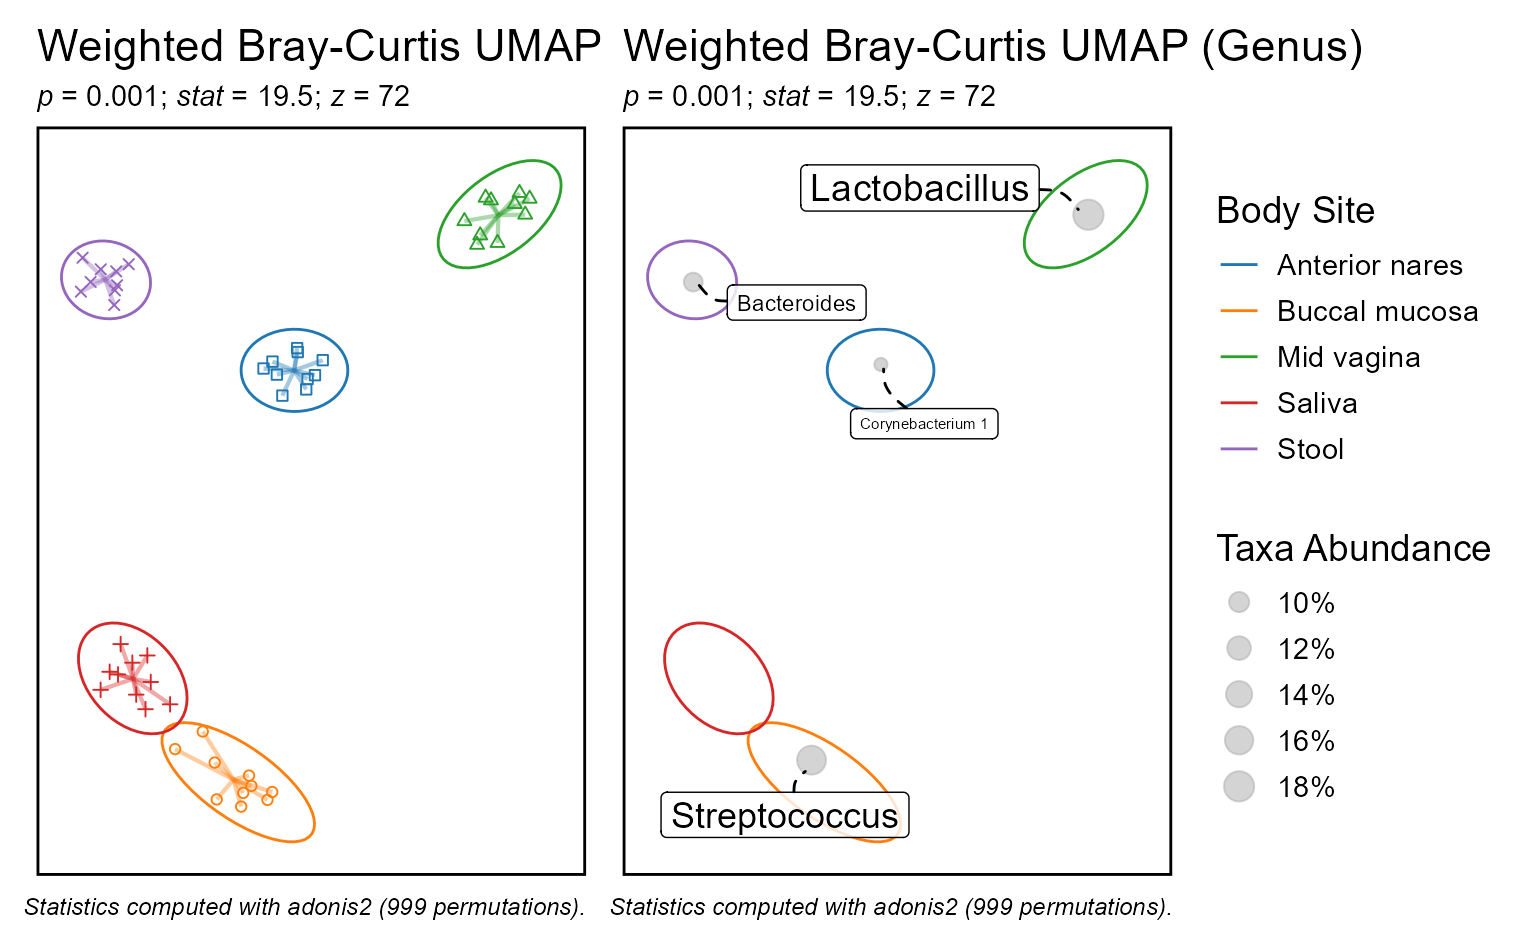 Weighted Bray-Curtis UMAP
p = 0.001; stat = 19.5; z = 72
Statistics computed with adonis2 (999 permutations).
Weighted Bray-Curtis UMAP (Genus)
p = 0.001; stat = 19.5; z = 72
Lactobacillus
Bacteroides
Corynebacterium 1
Streptococcus
Statistics computed with adonis2 (999 permutations).
Body Site
Anterior nares
Buccal mucosa
Mid vagina
Saliva
Stool
Taxa Abundance
10%
12%
14%
16%
18%